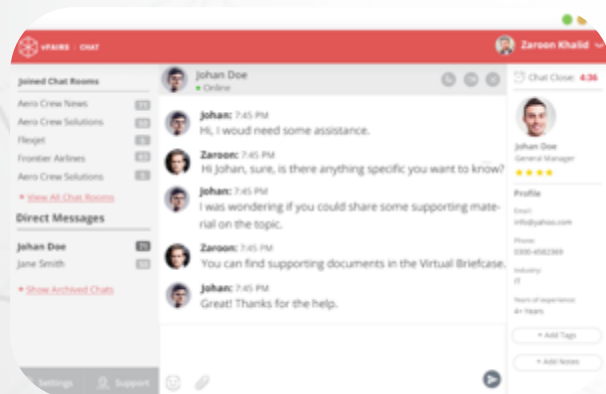 vFAIRS | CHAT
Zaroon Khalid
Joined Chat Rooms
Aero Crew News
Aero Crew Solutions
Flexjet
Frontier Airlines
Aero Crew Solutions
+ View All Chat Rooms
Direct Messages
Johan Doe
Jane Smith
+ Show Archived Chats
Settings
Support
Johan Doe
Online
Johan: 7:45 PM
Hi, I woud need some assistance.
Zaroon: 7:45 PM
Hi Johan, sure, is there anything specific you want to know?
Johan: 7:45 PM
I was wondering if you could share some supporting mate-
rial on the topic.
Zaroon: 7:45 PM
You can find supporting documents in the Virtual Briefcase.
Johan: 7:45 PM
Great! Thanks for the help.
Chat Close: 4:36
Johan Doe
General Manager
Profile
Email:
info@yahoo.com
Phone:
Industry:
IT
Years of experience:
4+ Years
+ Add Tags
+ Add Notes